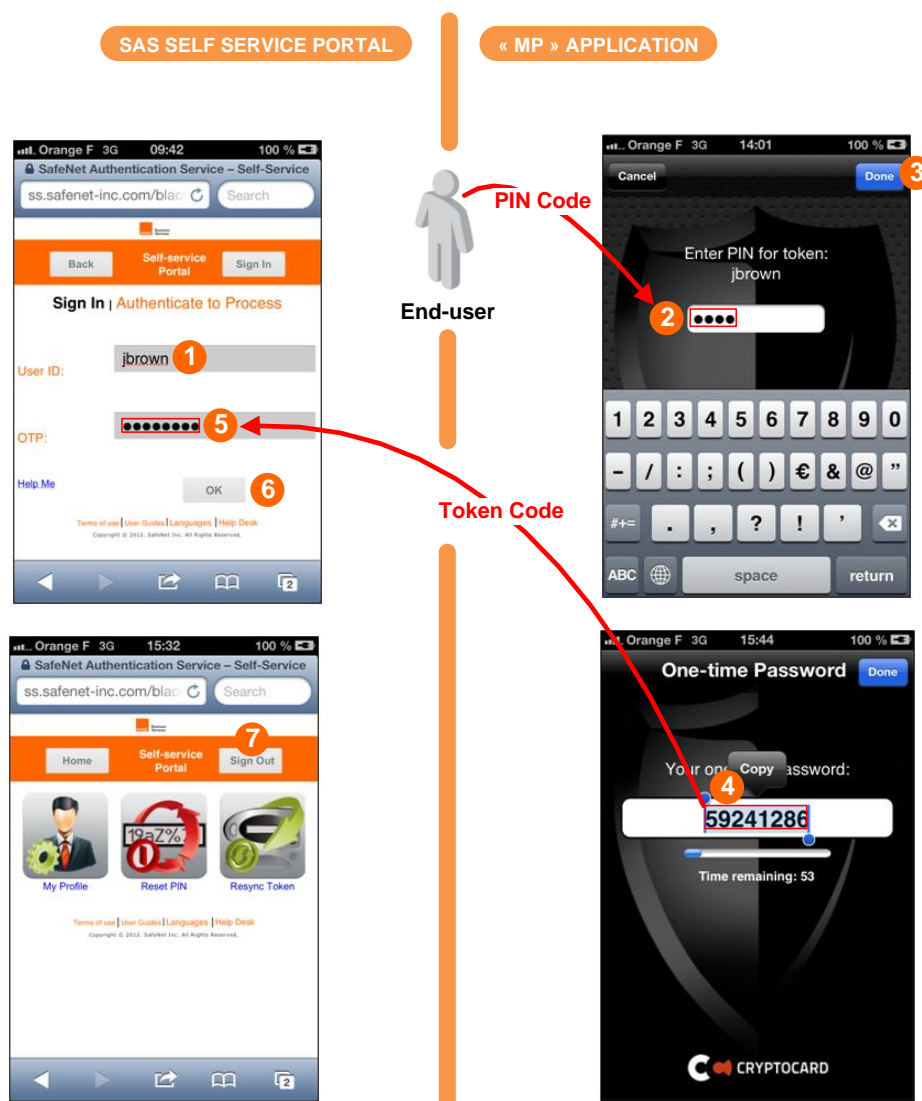 SAS SELF SERVICE PORTAL
« MP » APPLICATION
Orange F 3G 09:42 100 %
SafeNet Authentication Service – Self-Service
ss.safenet-inc.com/blac Search
Business
Services
Back Self-service Portal Sign In
Sign In | Authenticate to Process
User ID: jbrown 1
OTP: •••••••• 5
Help Me OK 6
Terms of use | User Guides | Languages | Help Desk
Copyright © 2012. SafeNet Inc. All Rights Reserved.
2
End-user
PIN Code
Token Code
Orange F 3G 14:01 100 %
Cancel Done 3
Enter PIN for token:
jbrown
2 ••••
1 2 3 4 5 6 7 8 9 0
- / : ; ( ) € & @ "
#+= . , ? ! '
ABC space return
Orange F 3G 15:32 100 %
SafeNet Authentication Service – Self-Service
ss.safenet-inc.com/blac Search
Business
Services
7
Home Self-service Portal Sign Out
19aZ%
My Profile Reset PIN Resync Token
Terms of use | User Guides | Languages | Help Desk
Copyright © 2012. SafeNet Inc. All Rights Reserved.
2
Orange F 3G 15:44 100 %
One-time Password Done
Your one Copy assword:
4
59241286
Time remaining: 53
CRYPTOCARD